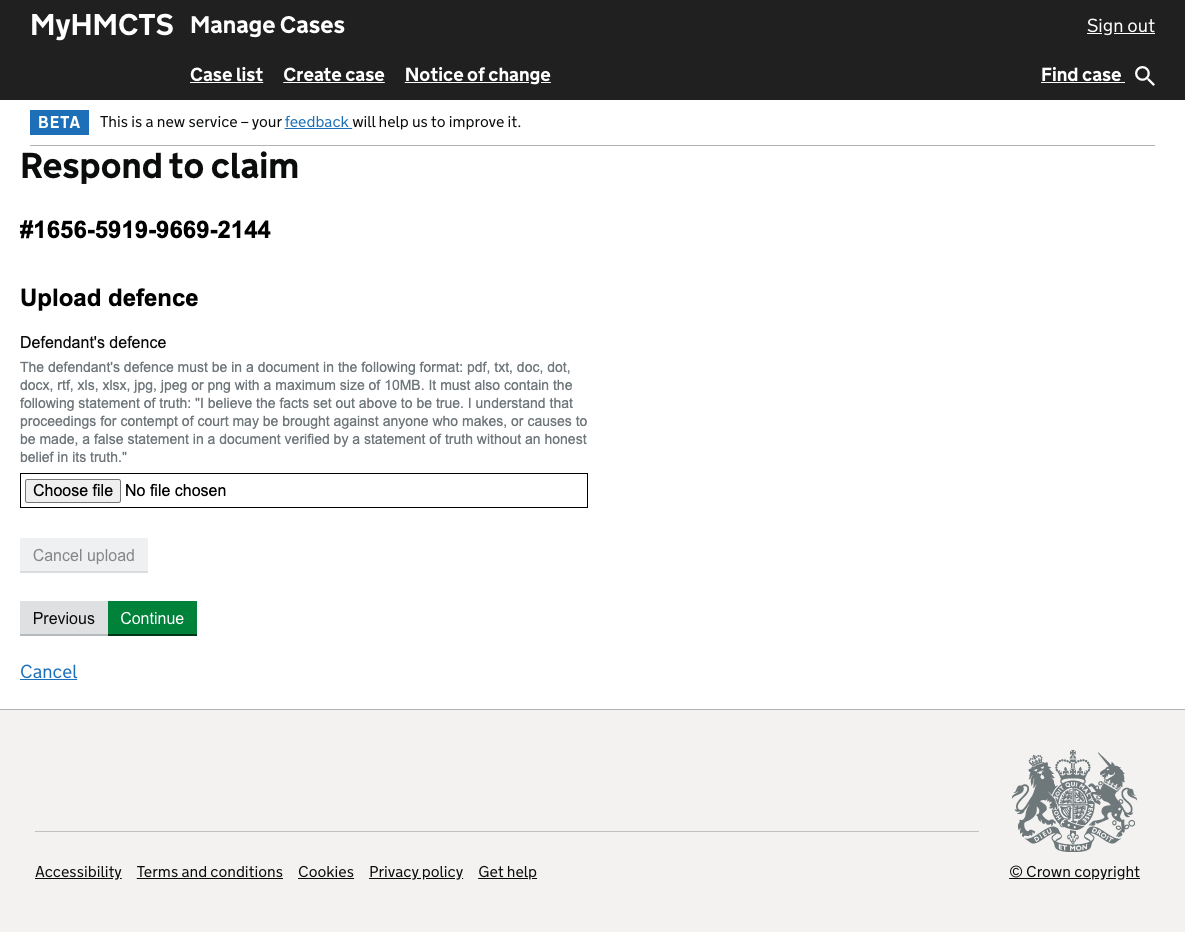 MyHMCTS Manage Cases Sign out
Case list Create case Notice of change Find case
BETA This is a new service – your feedback will help us to improve it.
Respond to claim
#1656-5919-9669-2144
Upload defence
Defendant's defence
The defendant's defence must be in a document in the following format: pdf, txt, doc, dot,
docx, rtf, xls, xlsx, jpg, jpeg or png with a maximum size of 10MB. It must also contain the
following statement of truth: "I believe the facts set out above to be true. I understand that
proceedings for contempt of court may be brought against anyone who makes, or causes to
be made, a false statement in a document verified by a statement of truth without an honest
belief in its truth."
Choose file No file chosen
Cancel upload
Previous Continue
Cancel
DIEU ET MON DROIT
Accessibility Terms and conditions Cookies Privacy policy Get help © Crown copyright